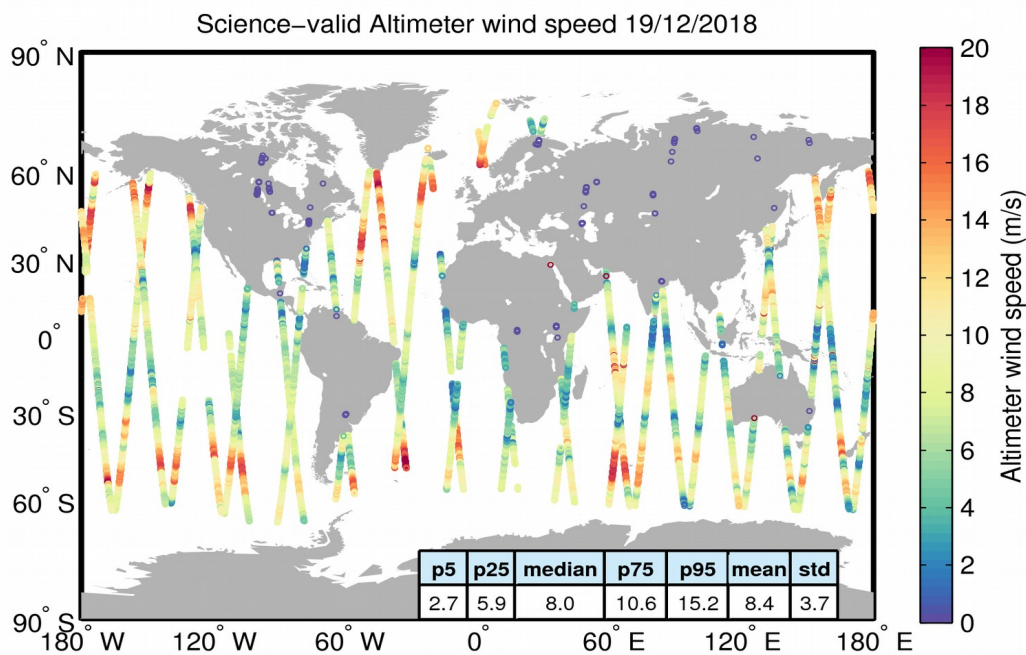 Science−valid Altimeter wind speed 19/12/2018
90° N
60° N
30° N
0°
30° S
60° S
90° S
180° W
120° W
60° W
0°
60° E
120° E
180° E
p5 p25 median p75 p95 mean std
2.7 5.9 8.0 10.6 15.2 8.4 3.7
20
18
16
14
12
10
8
6
4
2
0
Altimeter wind speed (m/s)